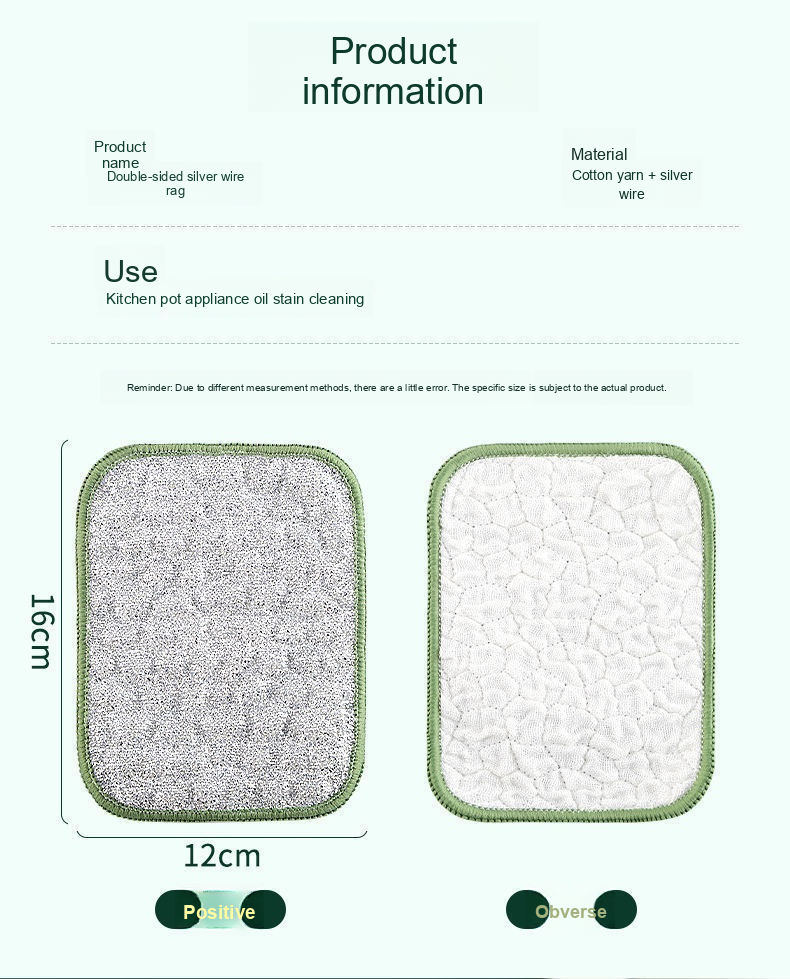 Product
information
Product
name
Double-sided silver wire
rag
Material
Cotton yarn + silver
wire
Use
Kitchen pot appliance oil stain cleaning
Reminder: Due to different measurement methods, there are a little error. The specific size is subject to the actual product.
16cm
12cm
Positive
Obverse